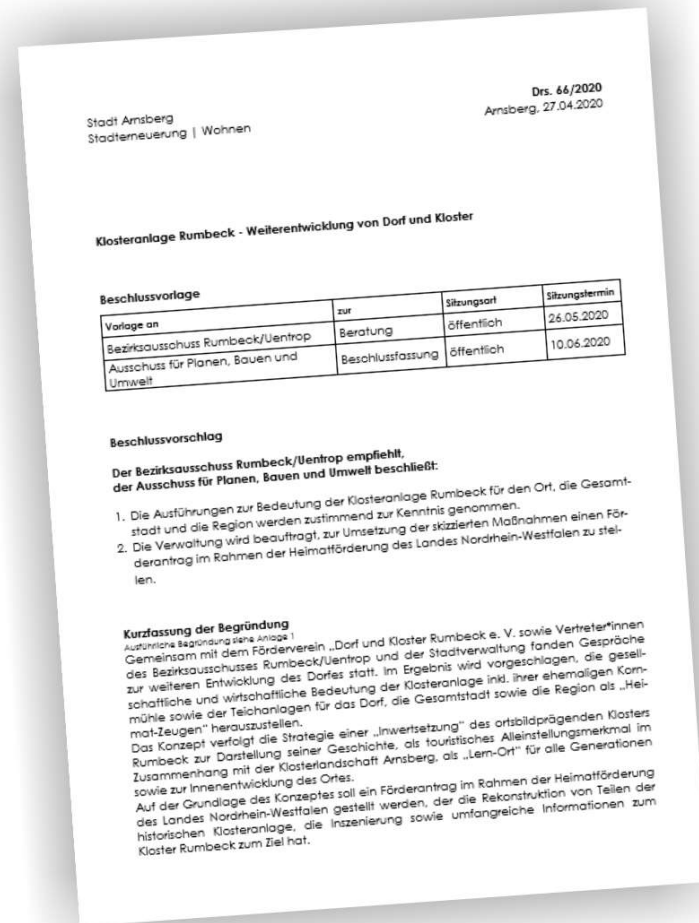 Drs. 66/2020
Stadt Arnsberg
Arnsberg, 27.04.2020
Stadterneuerung | Wohnen
Klosteranlage Rumbeck - Weiterentwicklung von Dorf und Kloster
Beschlussvorlage
Vorlage an zur Sitzungsart Sitzungstermin
Bezirksausschuss Rumbeck/Uentrop Beratung öffentlich 26.05.2020
Ausschuss für Planen, Bauen und Beschlussfassung öffentlich 10.06.2020
Umwelt
Beschlussvorschlag
Der Bezirksausschuss Rumbeck/Uentrop empfiehlt,
der Ausschuss für Planen, Bauen und Umwelt beschließt:
1. Die Ausführungen zur Bedeutung der Klosteranlage Rumbeck für den Ort, die Gesamt-
stadt und die Region werden zustimmend zur Kenntnis genommen.
2. Die Verwaltung wird beauftragt, zur Umsetzung der skizzierten Maßnahmen einen För-
derantrag im Rahmen der Heimatförderung des Landes Nordrhein-Westfalen zu stel-
len.
Kurzfassung der Begründung
Ausführliche Begründung siehe Anlage 1
Gemeinsam mit dem Förderverein „Dorf und Kloster Rumbeck e. V. sowie Vertreter*innen
des Bezirksausschusses Rumbeck/Uentrop und der Stadtverwaltung fanden Gespräche
zur weiteren Entwicklung des Dorfes statt. Im Ergebnis wird vorgeschlagen, die gesell-
schaftliche und wirtschaftliche Bedeutung der Klosteranlage inkl. ihrer ehemaligen Korn-
mühle sowie der Teichanlagen für das Dorf, die Gesamtstadt sowie die Region als „Hei-
mat-Zeugen" herauszustellen.
Das Konzept verfolgt die Strategie einer „Inwertsetzung" des ortsbildprägenden Klosters
Rumbeck zur Darstellung seiner Geschichte, als touristisches Alleinstellungsmerkmal im
Zusammenhang mit der Klosterlandschaft Arnsberg, als „Lern-Ort" für alle Generationen
sowie zur Innenentwicklung des Ortes.
Auf der Grundlage des Konzeptes soll ein Förderantrag im Rahmen der Heimatförderung
des Landes Nordrhein-Westfalen gestellt werden, der die Rekonstruktion von Teilen der
historischen Klosteranlage, die Inszenierung sowie umfangreiche Informationen zum
Kloster Rumbeck zum Ziel hat.